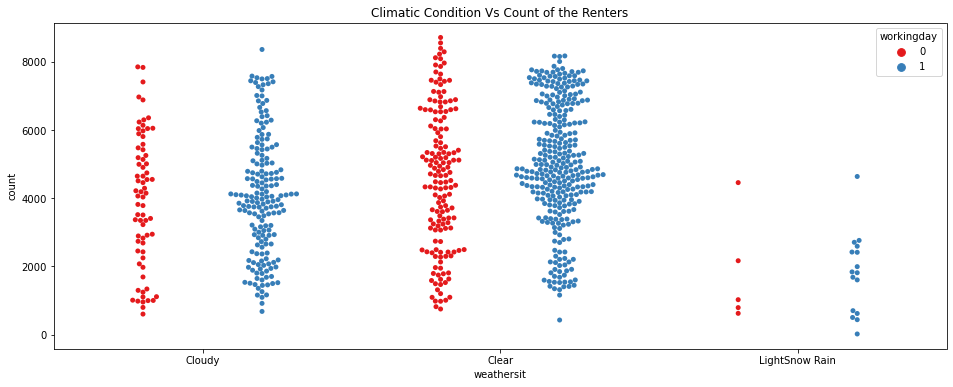 Climatic Condition Vs Count of the Renters
workingday
0
1
8000
6000
4000
2000
0
count
Cloudy
Clear
LightSnow Rain
weathersit